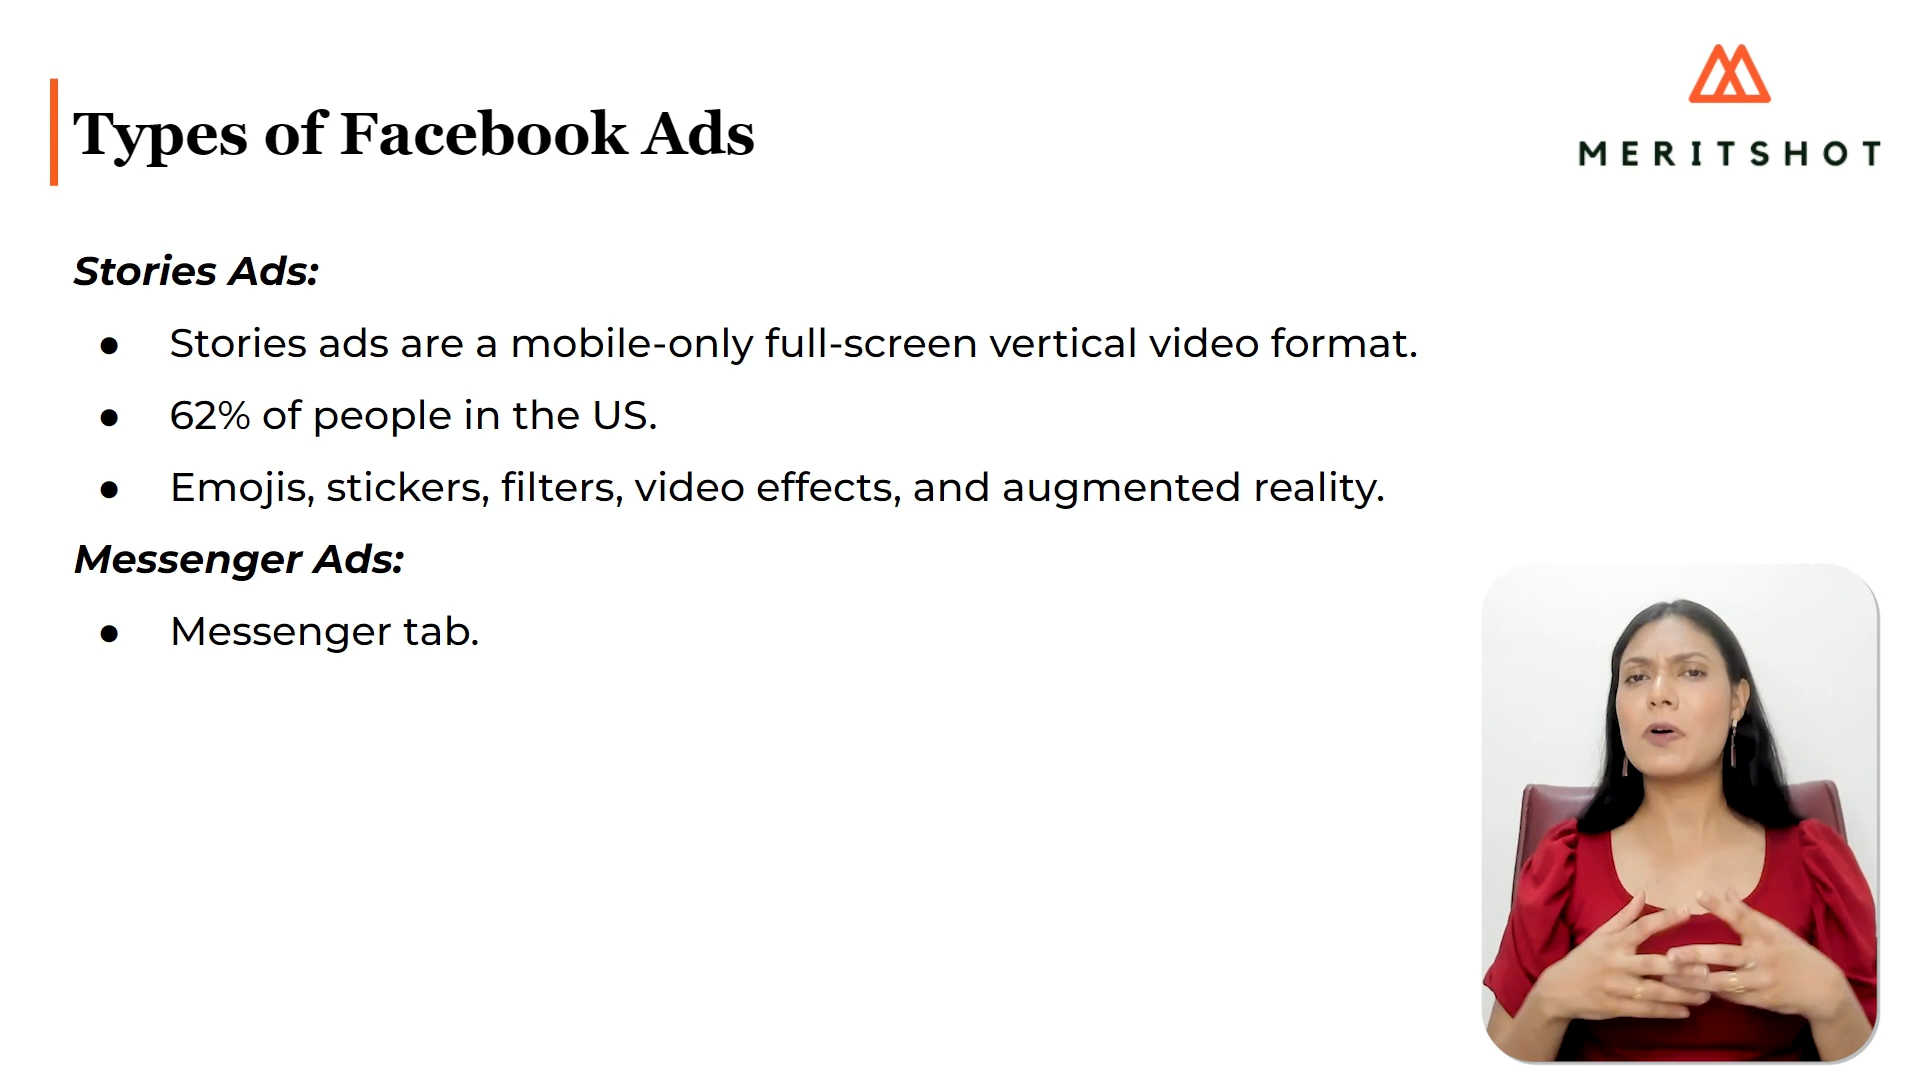 Types of Facebook Ads
MERITSHOT
Stories Ads:
● Stories ads are a mobile-only full-screen vertical video format.
● 62% of people in the US.
● Emojis, stickers, filters, video effects, and augmented reality.
Messenger Ads:
● Messenger tab.